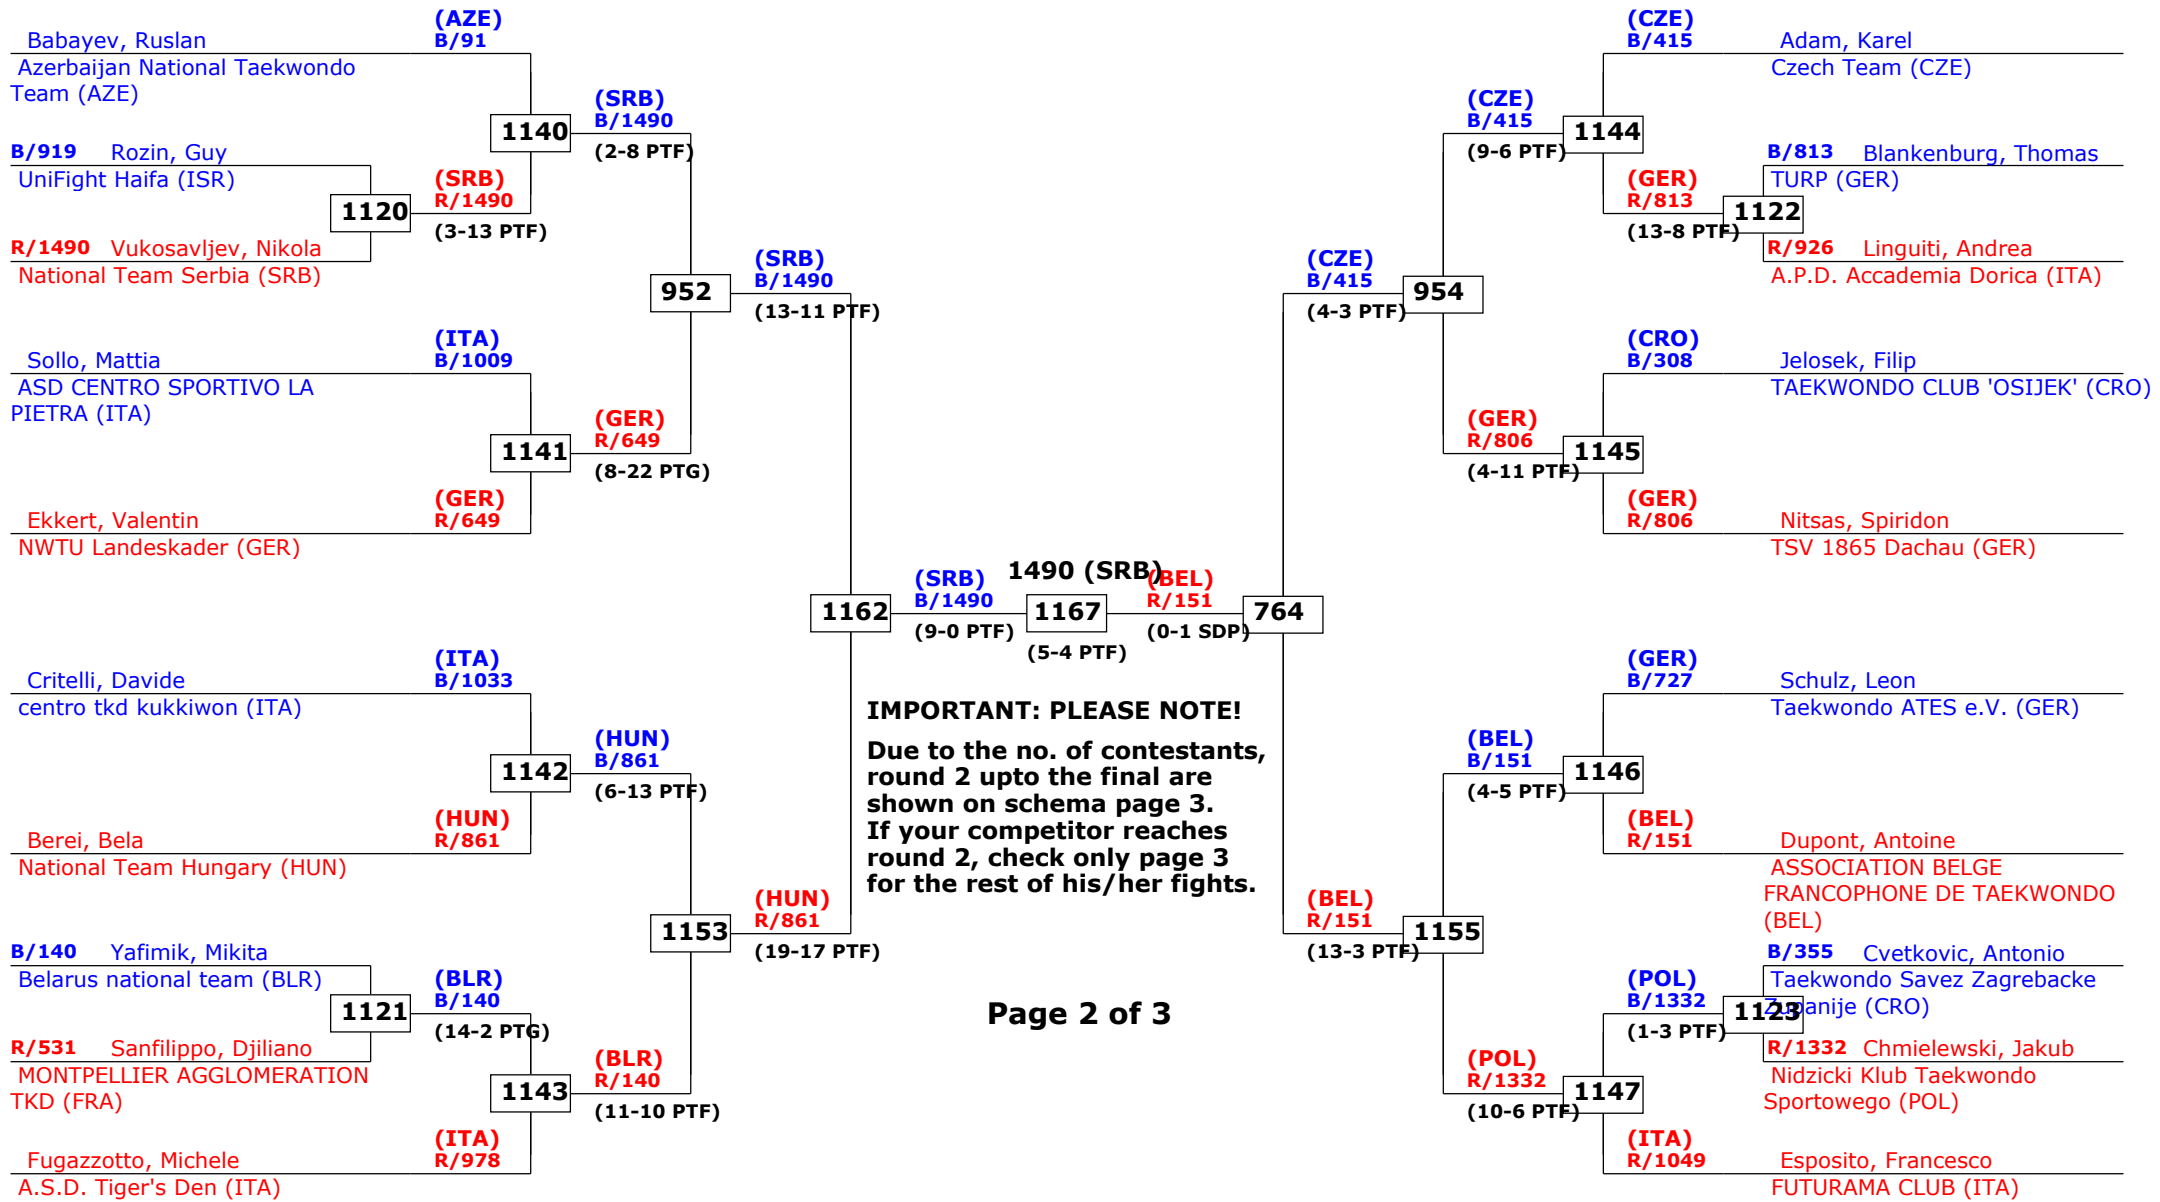 (AZE)
B/91
Babayev, Ruslan
Azerbaijan National Taekwondo
Team (AZE)
B/919 Rozin, Guy
UniFight Haifa (ISR)
1120
R/1490 Vukosavljev, Nikola
National Team Serbia (SRB)
(SRB)
R/1490
(3-13 PTF)
1140
(SRB)
B/1490
(2-8 PTF)
952
(SRB)
B/1490
(13-11 PTF)
(ITA)
B/1009
Sollo, Mattia
ASD CENTRO SPORTIVO LA
PIETRA (ITA)
1141
(GER)
R/649
(8-22 PTG)
(GER)
R/649
Ekkert, Valentin
NWTU Landeskader (GER)
1162
(SRB)
B/1490
(9-0 PTF)
1490 (SRB)
1167
(5-4 PTF)
(BEL)
R/151
(0-1 SDP)
764
(ITA)
B/1033
Critelli, Davide
centro tkd kukkiwon (ITA)
1142
(HUN)
B/861
(6-13 PTF)
(HUN)
R/861
Berei, Bela
National Team Hungary (HUN)
1153
(HUN)
R/861
(19-17 PTF)
B/140 Yafimik, Mikita
Belarus national team (BLR)
1121
(BLR)
B/140
(14-2 PTG)
R/531 Sanfilippo, Djiliano
MONTPELLIER AGGLOMERATION
TKD (FRA)
1143
(BLR)
R/140
(11-10 PTF)
(ITA)
R/978
Fugazzotto, Michele
A.S.D. Tiger's Den (ITA)
IMPORTANT: PLEASE NOTE!
Due to the no. of contestants,
round 2 upto the final are
shown on schema page 3.
If your competitor reaches
round 2, check only page 3
for the rest of his/her fights.
Page 2 of 3
(CZE)
B/415
Adam, Karel
Czech Team (CZE)
(CZE)
B/415
(9-6 PTF)
1144
B/813 Blankenburg, Thomas
TURP (GER)
(GER)
R/813
(13-8 PTF)
1122
R/926 Linguiti, Andrea
A.P.D. Accademia Dorica (ITA)
(CZE)
B/415
(4-3 PTF)
954
(CRO)
B/308
Jelosek, Filip
TAEKWONDO CLUB 'OSIJEK' (CRO)
(GER)
R/806
(4-11 PTF)
1145
(GER)
R/806
Nitsas, Spiridon
TSV 1865 Dachau (GER)
(GER)
B/727
Schulz, Leon
Taekwondo ATES e.V. (GER)
(BEL)
B/151
(4-5 PTF)
1146
(BEL)
R/151
Dupont, Antoine
ASSOCIATION BELGE
FRANCOPHONE DE TAEKWONDO
(BEL)
(BEL)
R/151
(13-3 PTF)
1155
B/355 Cvetkovic, Antonio
Taekwondo Savez Zagrebacke
Zupanije (CRO)
(POL)
B/1332
(1-3 PTF)
1123
R/1332 Chmielewski, Jakub
Nidzicki Klub Taekwondo
Sportowego (POL)
(POL)
R/1332
(10-6 PTF)
1147
(ITA)
R/1049
Esposito, Francesco
FUTURAMA CLUB (ITA)